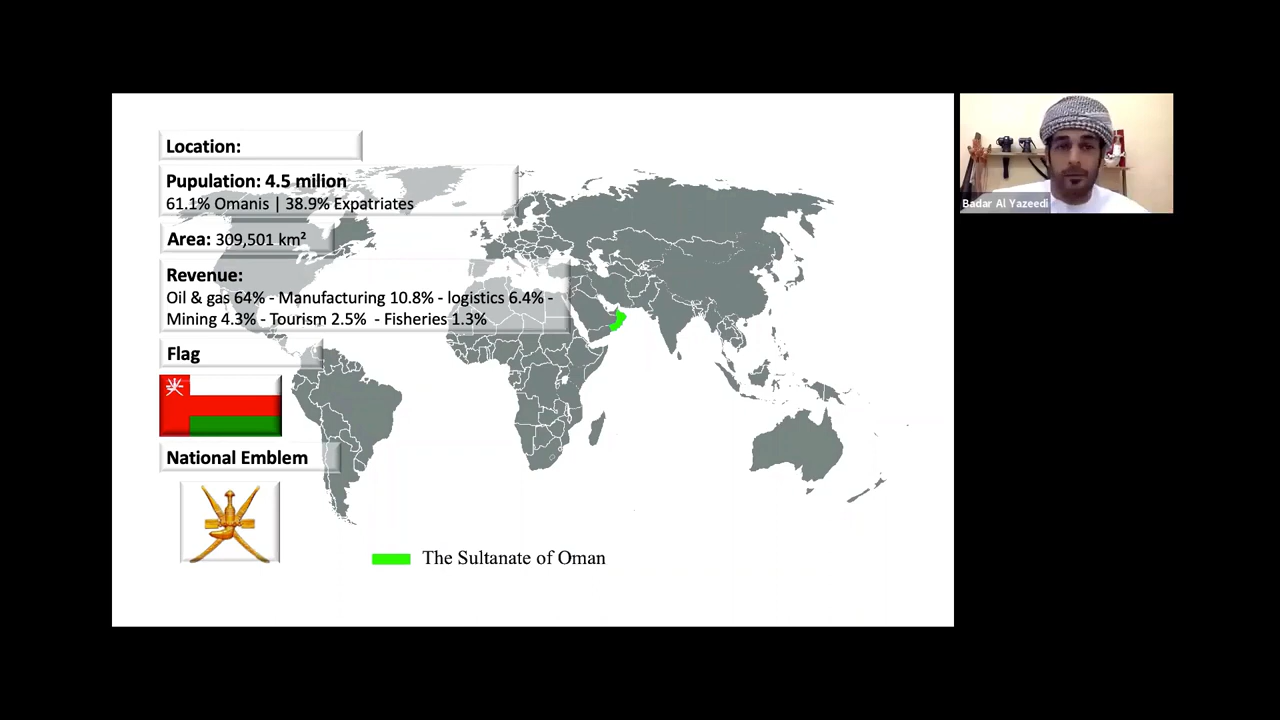 Location:
Pupulation: 4.5 milion
61.1% Omanis | 38.9% Expatriates
Area: 309,501 km²
Revenue:
Oil & gas 64% - Manufacturing 10.8% - logistics 6.4% -
Mining 4.3% - Tourism 2.5%  - Fisheries 1.3%
Flag
National Emblem
The Sultanate of Oman
Badar Al Yazeedi